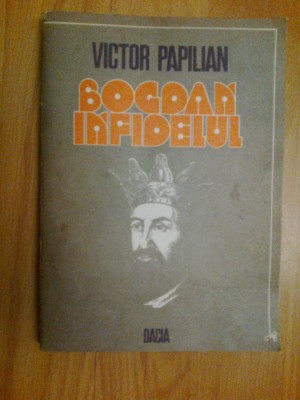 VICTOR PAPILIAN
BOGDAN
INFIDELUL
DACIA